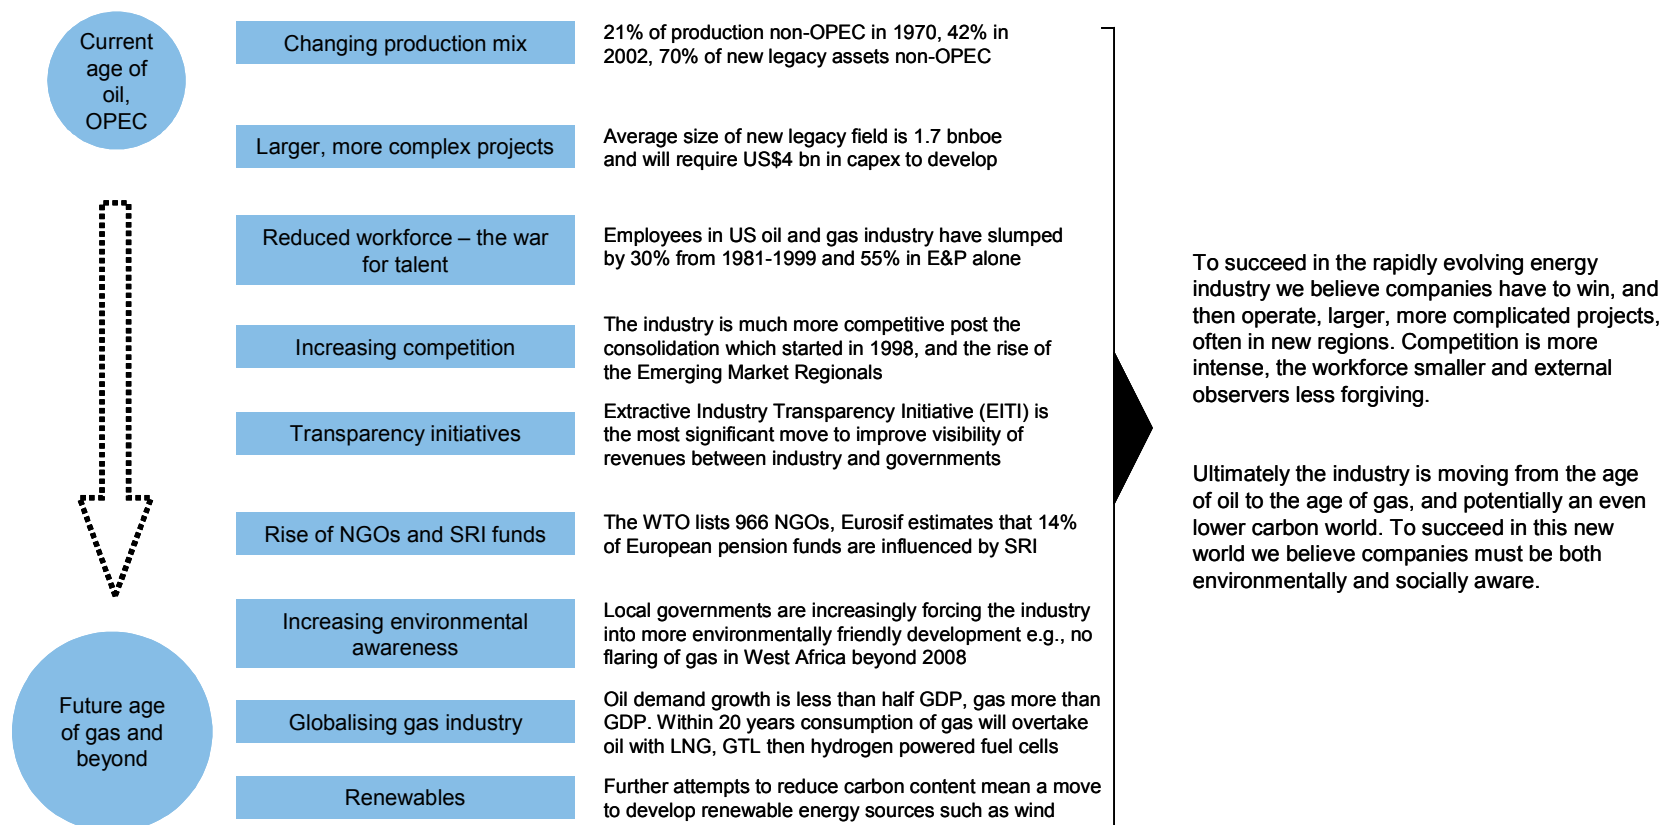 Current
age of
oil,
OPEC
Changing production mix
21% of production non-OPEC in 1970, 42% in
2002, 70% of new legacy assets non-OPEC
Larger, more complex projects
Average size of new legacy field is 1.7 bnboe
and will require US$4 bn in capex to develop
Reduced workforce – the war
for talent
Employees in US oil and gas industry have slumped
by 30% from 1981-1999 and 55% in E&P alone
Increasing competition
The industry is much more competitive post the
consolidation which started in 1998, and the rise of
the Emerging Market Regionals
Transparency initiatives
Extractive Industry Transparency Initiative (EITI) is
the most significant move to improve visibility of
revenues between industry and governments
Rise of NGOs and SRI funds
The WTO lists 966 NGOs, Eurosif estimates that 14%
of European pension funds are influenced by SRI
Increasing environmental
awareness
Local governments are increasingly forcing the industry
into more environmentally friendly development e.g., no
flaring of gas in West Africa beyond 2008
Future age
of gas and
beyond
Globalising gas industry
Oil demand growth is less than half GDP, gas more than
GDP. Within 20 years consumption of gas will overtake
oil with LNG, GTL then hydrogen powered fuel cells
Renewables
Further attempts to reduce carbon content mean a move
to develop renewable energy sources such as wind
To succeed in the rapidly evolving energy
industry we believe companies have to win, and
then operate, larger, more complicated projects,
often in new regions. Competition is more
intense, the workforce smaller and external
observers less forgiving.
Ultimately the industry is moving from the age
of oil to the age of gas, and potentially an even
lower carbon world. To succeed in this new
world we believe companies must be both
environmentally and socially aware.